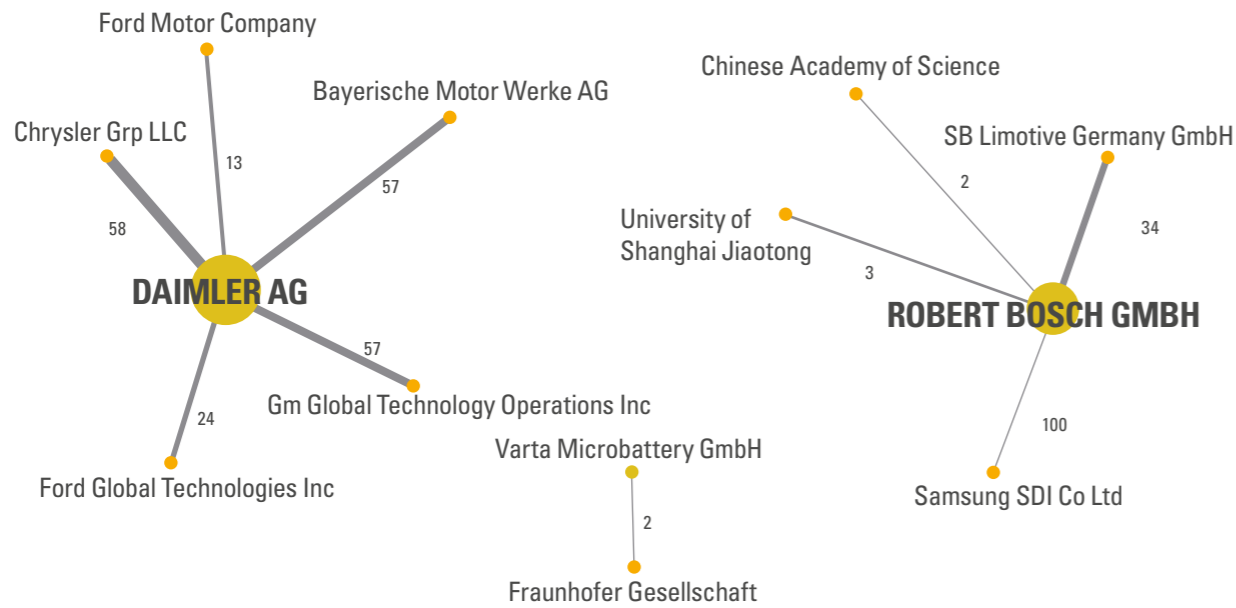 Ford Motor Company
Bayerische Motor Werke AG
Chrysler Grp LLC
13
57
58
DAIMLER AG
57
24
Gm Global Technology Operations Inc
Ford Global Technologies Inc
Chinese Academy of Science
SB Limotive Germany GmbH
2
University of
Shanghai Jiaotong
34
3
ROBERT BOSCH GMBH
100
Samsung SDI Co Ltd
Varta Microbattery GmbH
2
Fraunhofer Gesellschaft